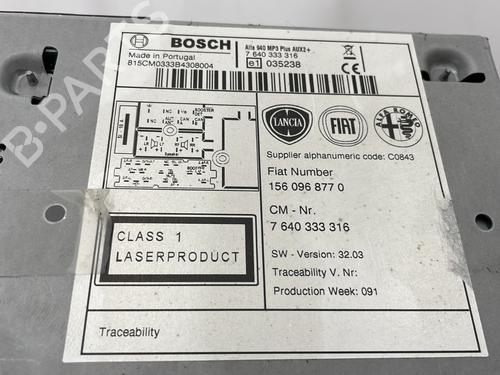 BOSCH
Made in Portugal
815CM0333B4308004
Alfa 940 MP3 Plus AUX2+
7 640 333 316
e1 035238
CE
LANCIA
FIAT
ALFA ROMEO
Supplier alphanumeric code: C0843
Fiat Number
156 096 877 0
CM - Nr.
7 640 333 316
SW - Version: 32.03
Traceability V. Nr:
Production Week: 091
CLASS 1
LASERPRODUCT
Traceability
B-PARTS